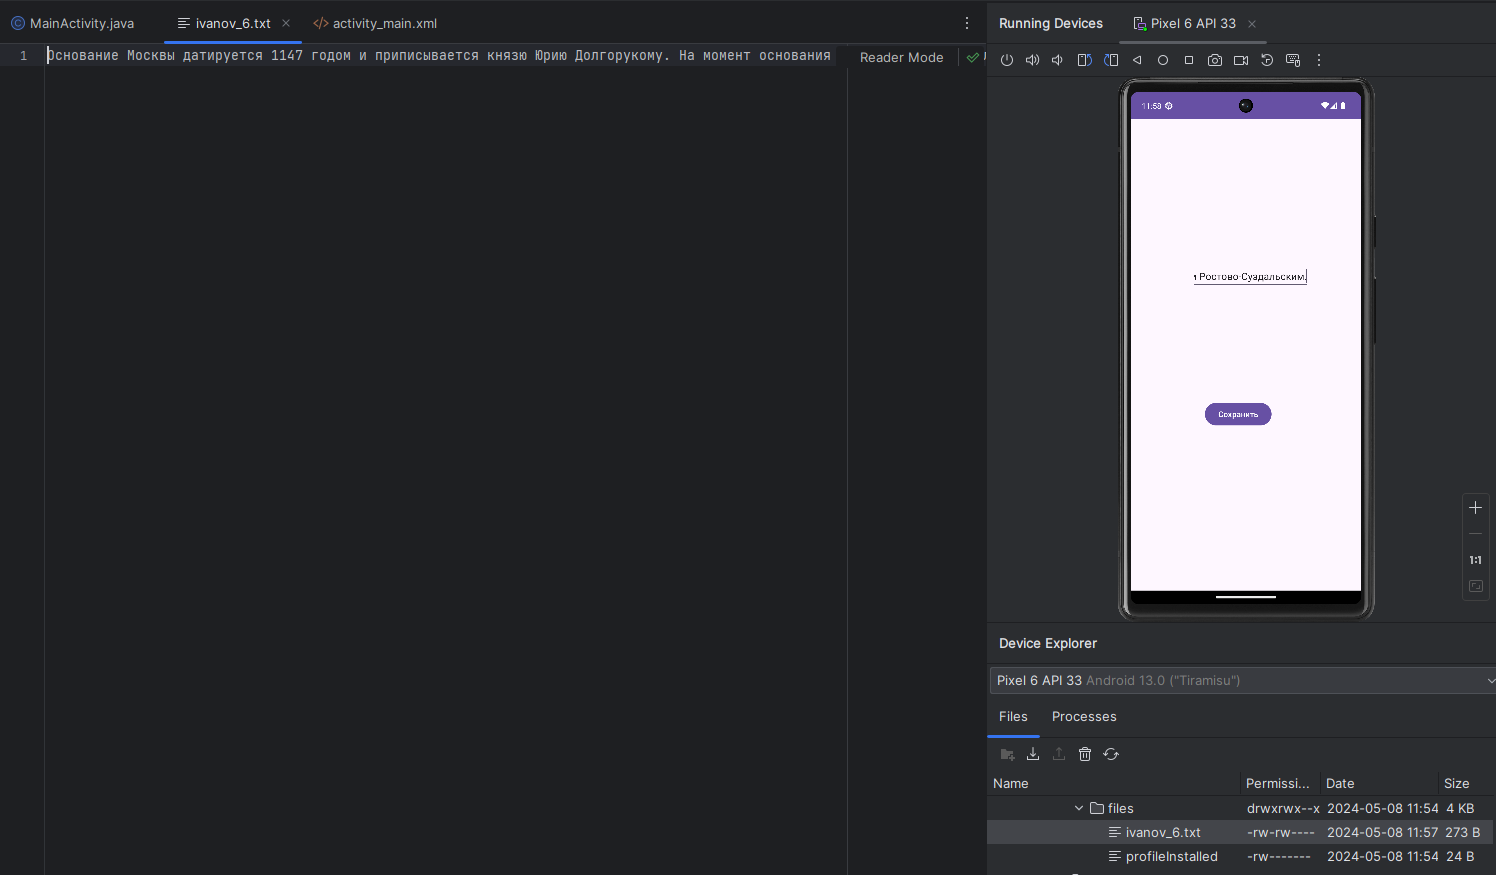 MainActivity.java
ivanov_6.txt
activity_main.xml
1
Основание Москвы датируется 1147 годом и приписывается князю Юрию Долгорукому. На момент основания
Reader Mode
Running Devices
Pixel 6 API 33
11:58
Ростово-Суздальским.
Сохранить
1:1
Device Explorer
Pixel 6 API 33 Android 13.0 ("Tiramisu")
Files Processes
Name Permissi... Date Size
files drwxrwx--x 2024-05-08 11:54 4 KB
ivanov_6.txt -rw-rw---- 2024-05-08 11:57 273 B
profileInstalled -rw------- 2024-05-08 11:54 24 B